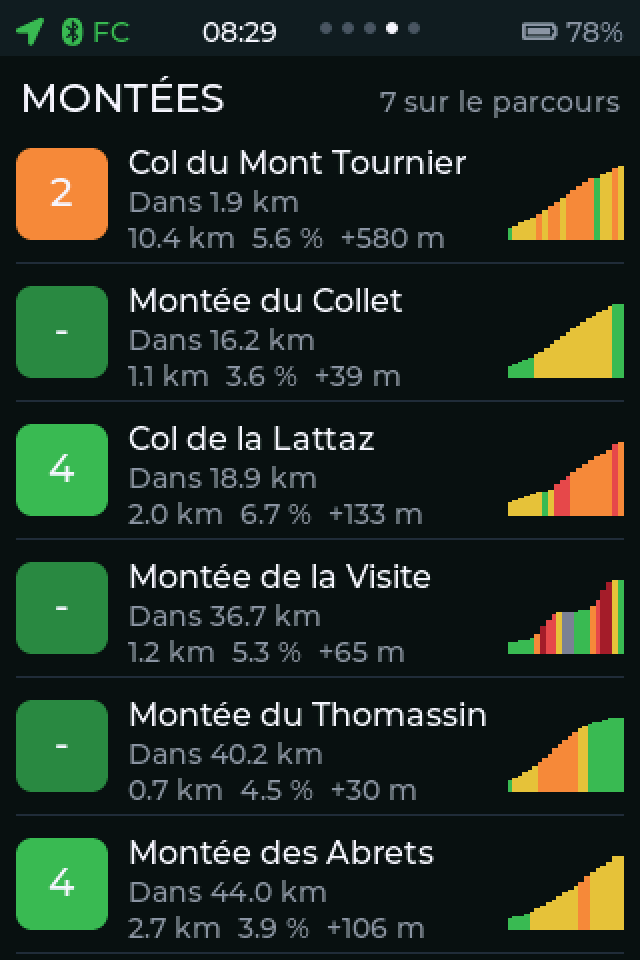 FC 08:29 78%
MONTÉES 7 sur le parcours
2 Col du Mont Tournier
Dans 1.9 km
10.4 km 5.6 % +580 m
- Montée du Collet
Dans 16.2 km
1.1 km 3.6 % +39 m
4 Col de la Lattaz
Dans 18.9 km
2.0 km 6.7 % +133 m
- Montée de la Visite
Dans 36.7 km
1.2 km 5.3 % +65 m
- Montée du Thomassin
Dans 40.2 km
0.7 km 4.5 % +30 m
4 Montée des Abrets
Dans 44.0 km
2.7 km 3.9 % +106 m